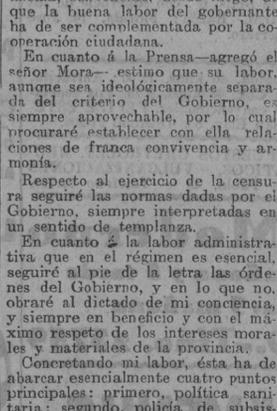 que la buena labor del gobernante
ha de ser complementada por la co-
operación ciudadana.
En cuanto á la Prensa—agregó el
señor Mora— estimo que su labor,
aunque sea ideológicamente separa-
da del criterio del Gobierno, es
siempre aprovechable, por lo cual
procuraré establecer con ella rela-
ciones de franca convivencia y ar-
monía.
Respecto al ejercicio de la censu-
ra seguiré las normas dadas por el
Gobierno, siempre interpretadas en
un sentido de templanza.
En cuanto á la labor administra-
tiva que en el régimen es esencial,
seguiré al pie de la letra las órde-
nes del Gobierno, y en lo que no,
obraré al dictado de mi conciencia,
y siempre en beneficio y con el má-
ximo respeto de los intereses mora-
les y materiales de la provincia.
Concretando mi labor, ésta ha de
abarcar esencialmente cuatro puntos
principales: primero, política sani-
taria; segundo, policía de subsis-